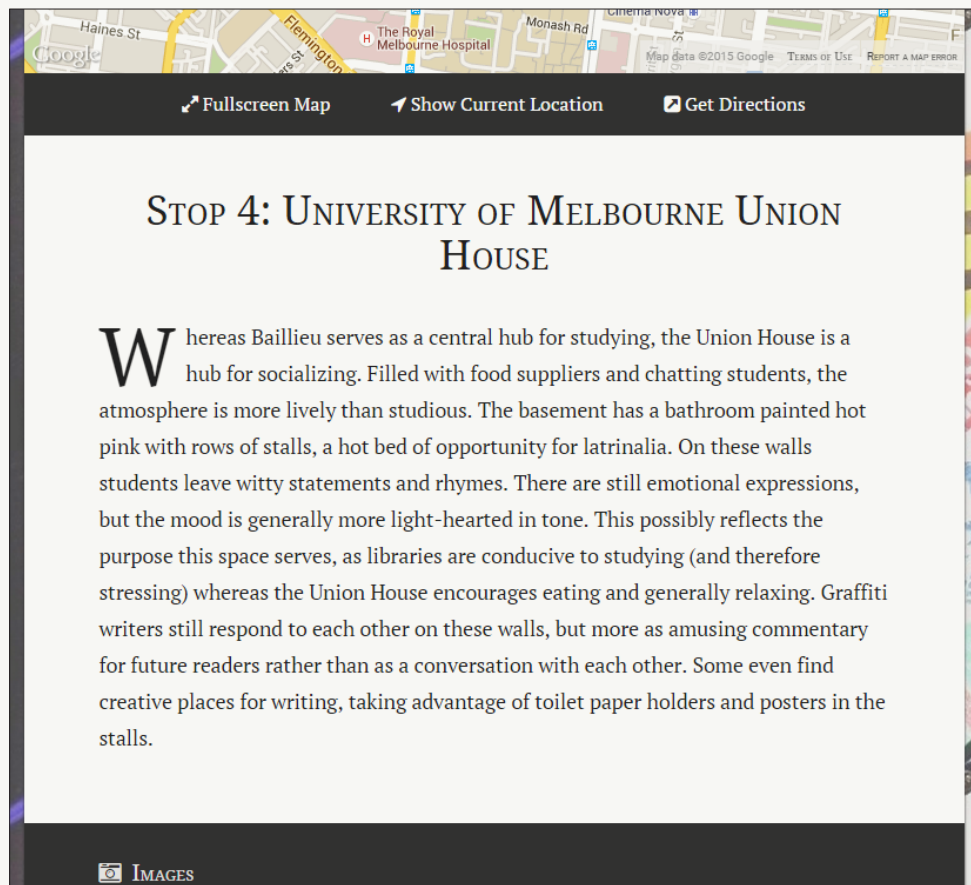 Haines St
Flemington
ers St
The Royal
Melbourne Hospital
Monash Rd
Cinema Nova
St
F
Google
Map data ©2015 Google Terms of Use Report a map error
Fullscreen Map Show Current Location Get Directions
Stop 4: University of Melbourne Union
House
Whereas Baillieu serves as a central hub for studying, the Union House is a
hub for socializing. Filled with food suppliers and chatting students, the
atmosphere is more lively than studious. The basement has a bathroom painted hot
pink with rows of stalls, a hot bed of opportunity for latrinalia. On these walls
students leave witty statements and rhymes. There are still emotional expressions,
but the mood is generally more light-hearted in tone. This possibly reflects the
purpose this space serves, as libraries are conducive to studying (and therefore
stressing) whereas the Union House encourages eating and generally relaxing. Graffiti
writers still respond to each other on these walls, but more as amusing commentary
for future readers rather than as a conversation with each other. Some even find
creative places for writing, taking advantage of toilet paper holders and posters in the
stalls.
Images